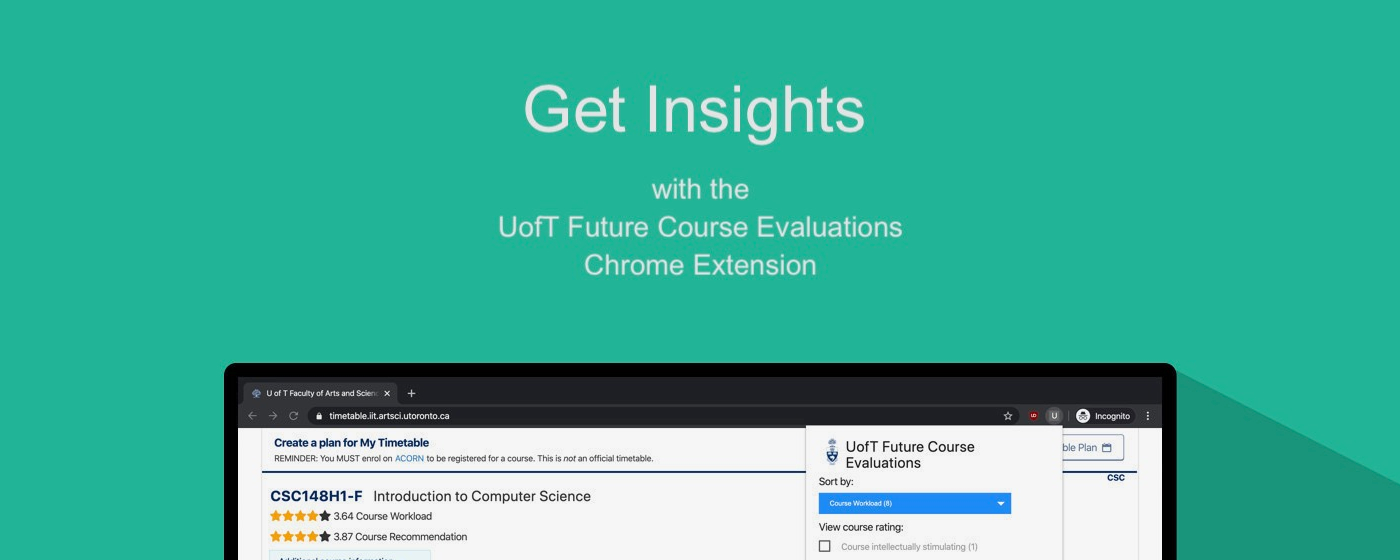 Get Insights
with the
UofT Future Course Evaluations
Chrome Extension
U of T Faculty of Arts and Scienc
timetable.iit.artsci.utoronto.ca
U
Incognito
Create a plan for My Timetable
REMINDER: You MUST enrol on ACORN to be registered for a course. This is not an official timetable.
ble Plan
CSC
CSC148H1-F Introduction to Computer Science
3.64 Course Workload
3.87 Course Recommendation
UofT Future Course
Evaluations
Sort by:
Course Workload (8)
View course rating:
Course intellectually stimulating (1)